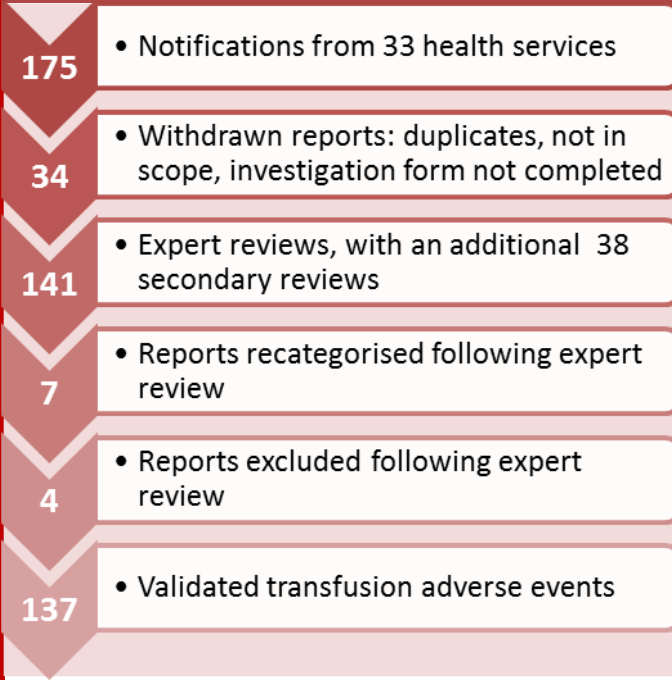 175
• Notifications from 33 health services
34
• Withdrawn reports: duplicates, not in
scope, investigation form not completed
141
• Expert reviews, with an additional 38
secondary reviews
7
• Reports recategorised following expert
review
4
• Reports excluded following expert
review
137
• Validated transfusion adverse events